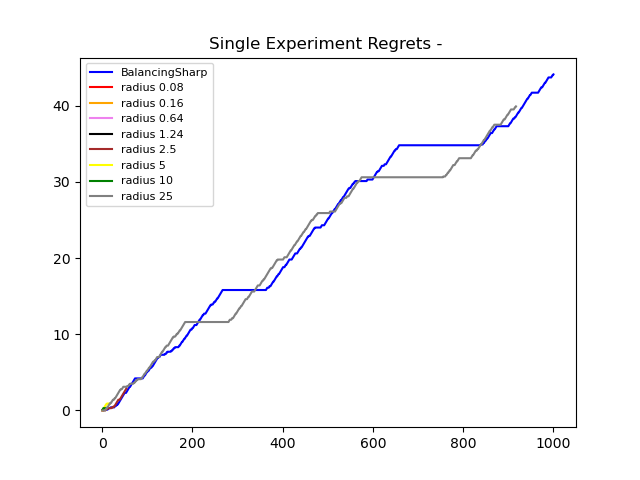 Single Experiment Regrets -
BalancingSharp
radius 0.08
radius 0.16
radius 0.64
radius 1.24
radius 2.5
radius 5
radius 10
radius 25
40
30
20
10
0
0 200 400 600 800 1000